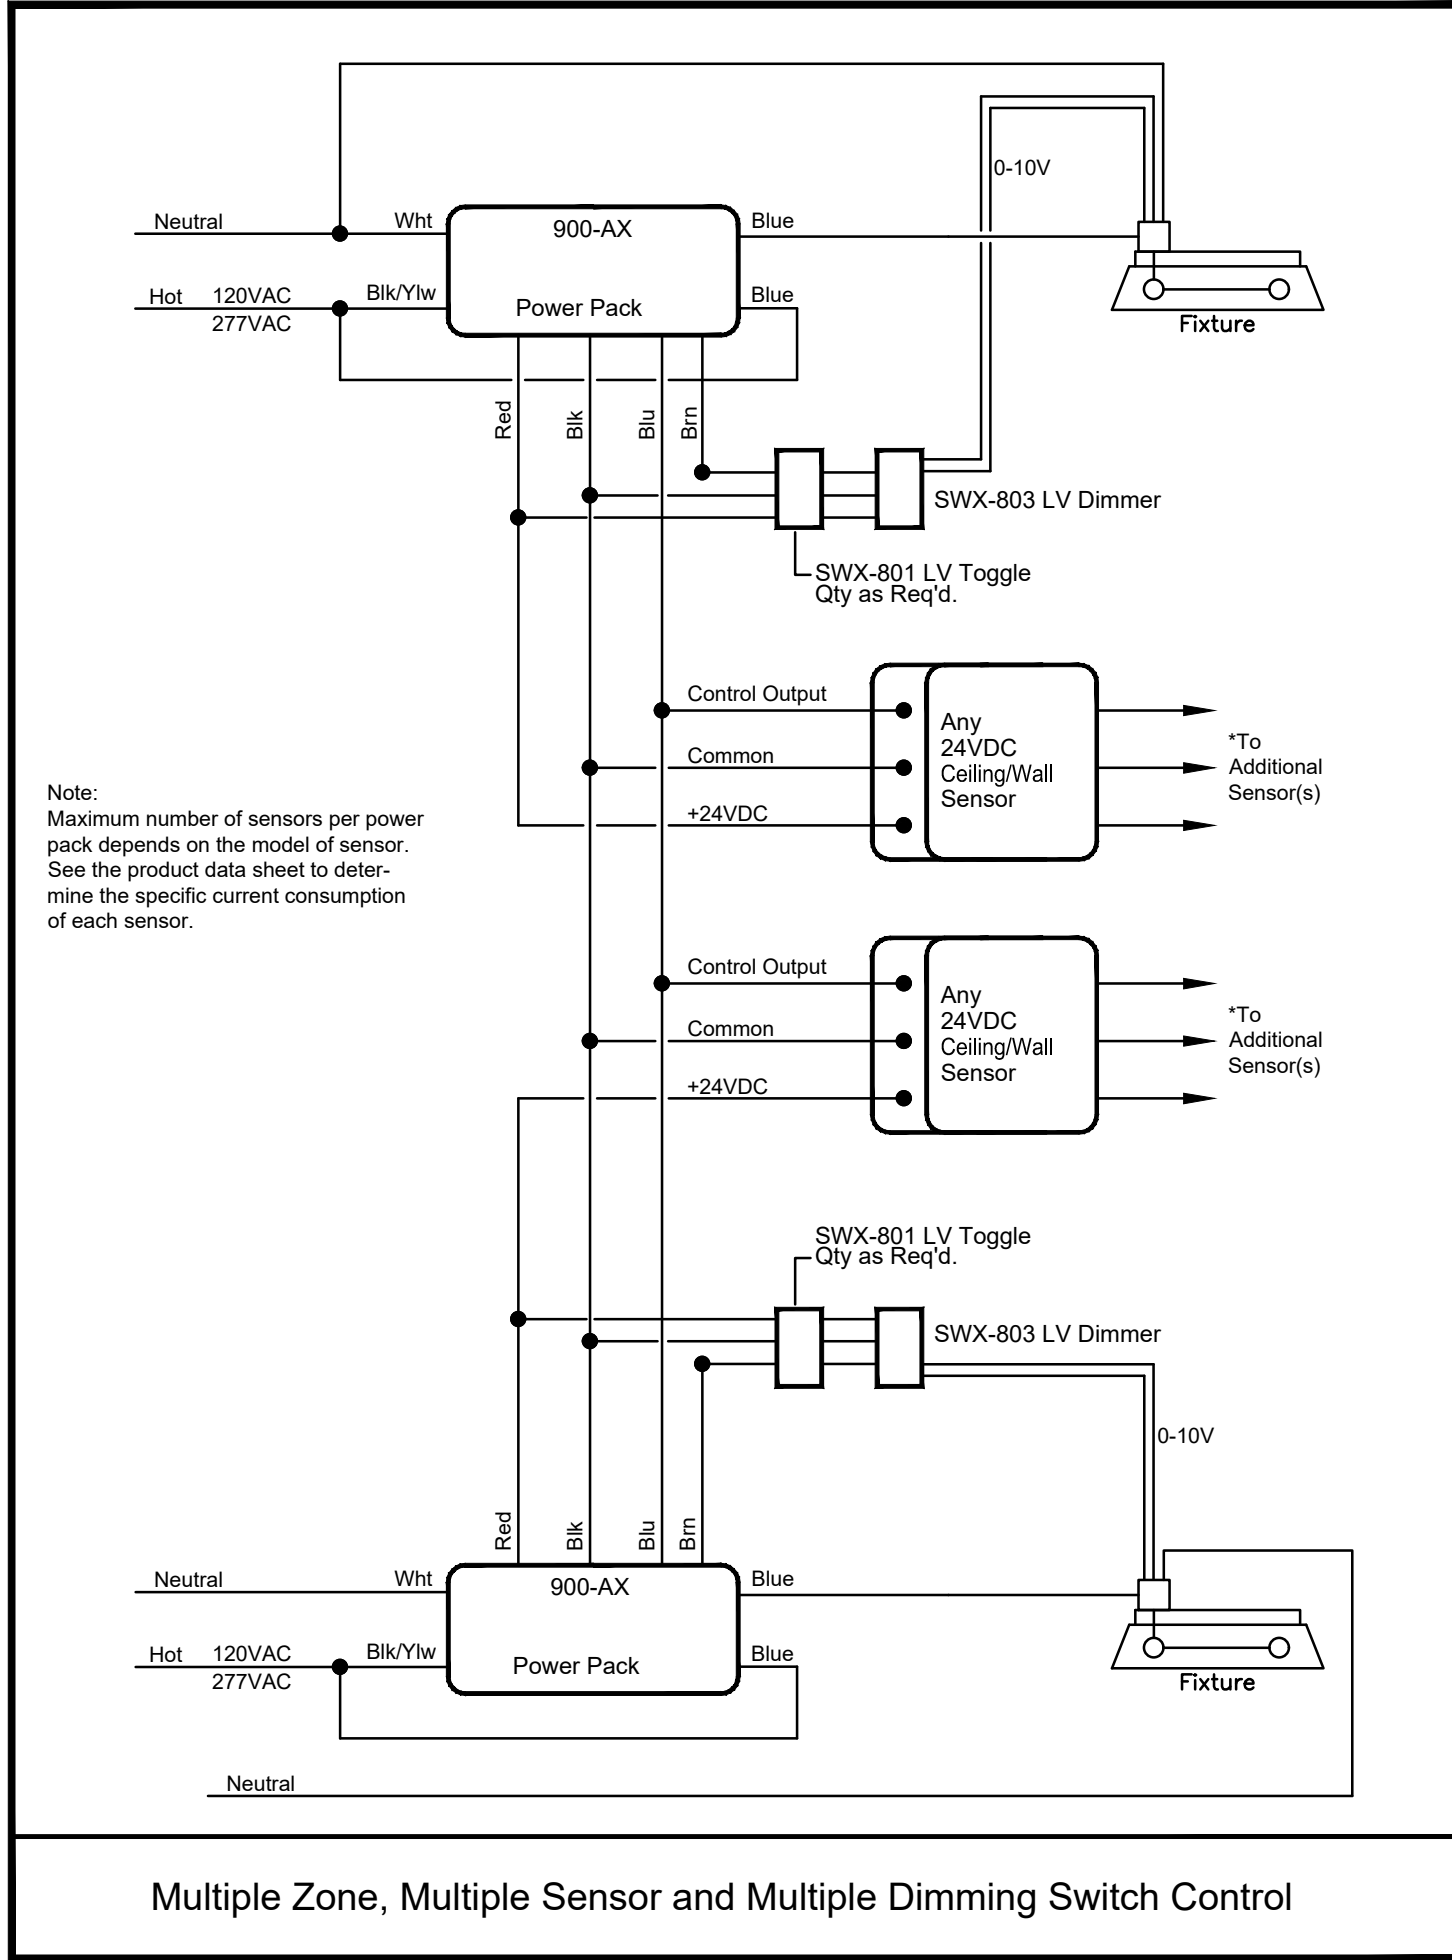 0-10V
Neutral
Wht
900-AX
Blue
Hot
120VAC
277VAC
Blk/Ylw
Power Pack
Blue
Fixture
Red
Blk
Blu
Brn
SWX-803 LV Dimmer
SWX-801 LV Toggle
Qty as Req'd.
Control Output
Common
+24VDC
Any
24VDC
Ceiling/Wall
Sensor
*To
Additional
Sensor(s)
Note:
Maximum number of sensors per power
pack depends on the model of sensor.
See the product data sheet to deter-
mine the specific current consumption
of each sensor.
Control Output
Common
+24VDC
Any
24VDC
Ceiling/Wall
Sensor
*To
Additional
Sensor(s)
SWX-801 LV Toggle
Qty as Req'd.
SWX-803 LV Dimmer
0-10V
Red
Blk
Blu
Brn
Neutral
Wht
900-AX
Blue
Hot
120VAC
277VAC
Blk/Ylw
Power Pack
Blue
Fixture
Neutral
Multiple Zone, Multiple Sensor and Multiple Dimming Switch Control